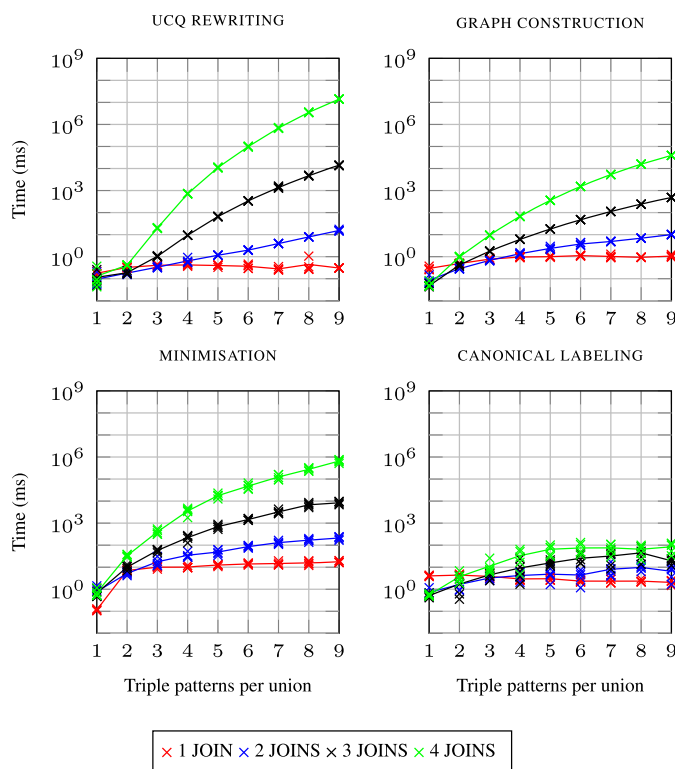 UCQ REWRITING
GRAPH CONSTRUCTION
10^9
10^6
10^3
10^0
Time (ms)
1 2 3 4 5 6 7 8 9
10^9
10^6
10^3
10^0
1 2 3 4 5 6 7 8 9
MINIMISATION
CANONICAL LABELING
10^9
10^6
10^3
10^0
Time (ms)
1 2 3 4 5 6 7 8 9
Triple patterns per union
10^9
10^6
10^3
10^0
1 2 3 4 5 6 7 8 9
Triple patterns per union
× 1 JOIN × 2 JOINS × 3 JOINS × 4 JOINS